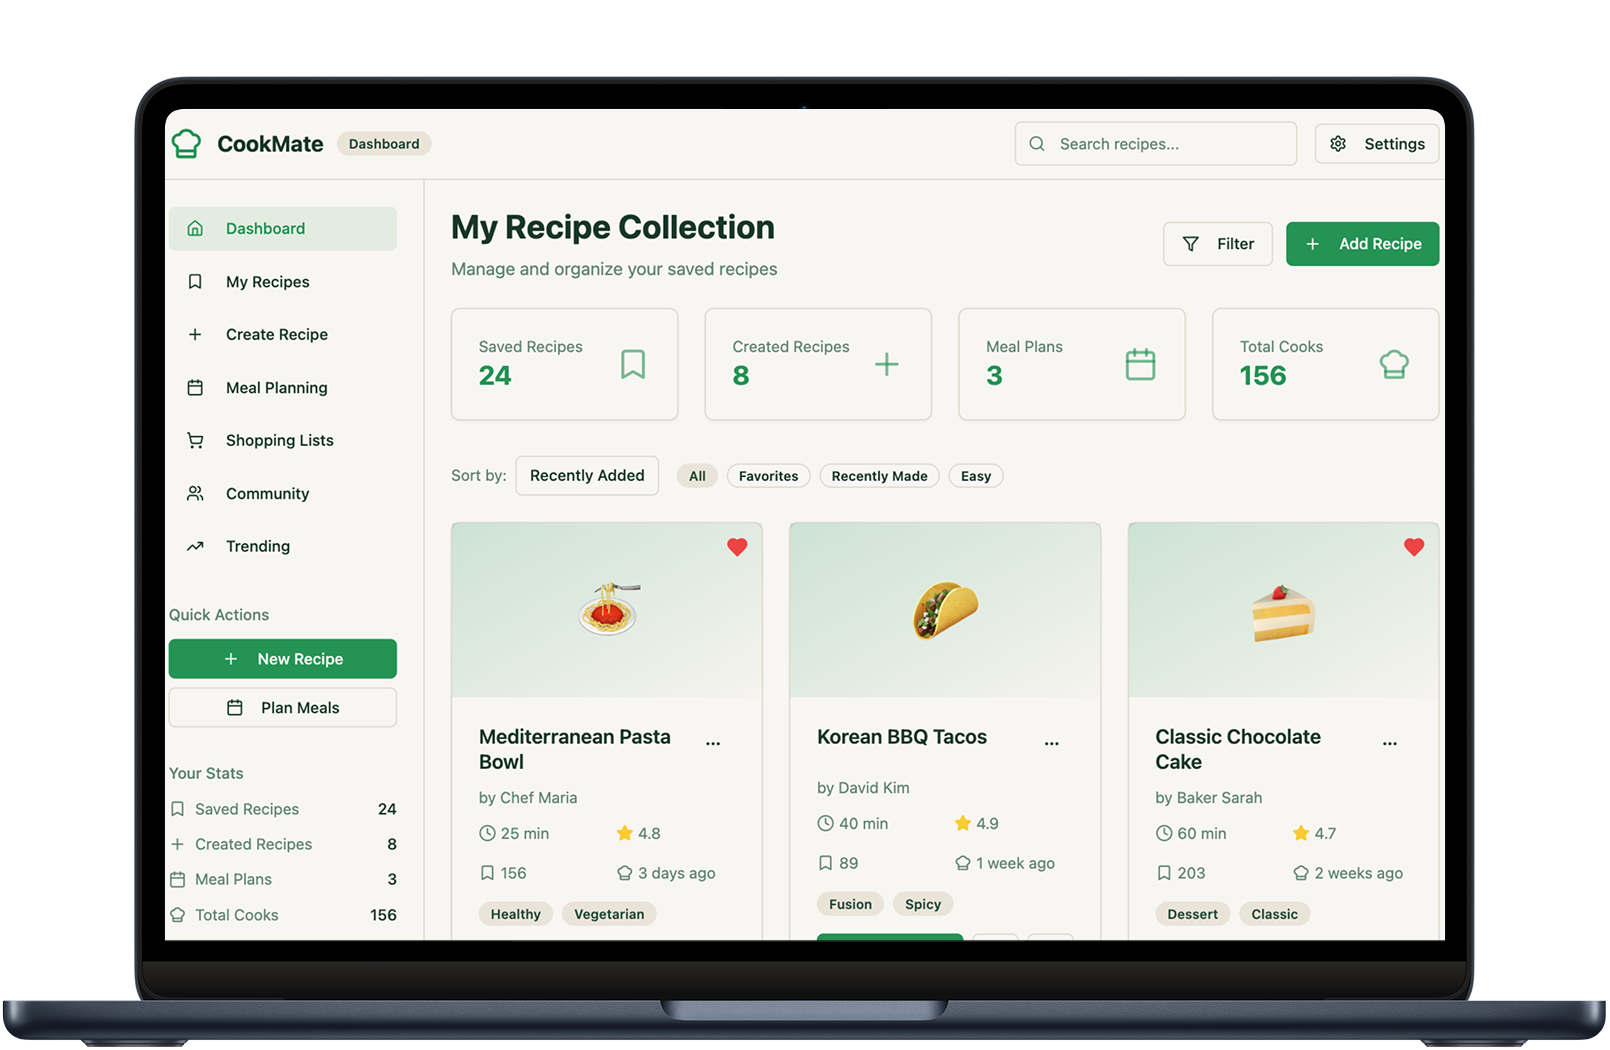 CookMate
Dashboard
Search recipes...
Settings
Dashboard
My Recipes
Create Recipe
Meal Planning
Shopping Lists
Community
Trending
Quick Actions
New Recipe
Plan Meals
Your Stats
Saved Recipes 24
Created Recipes 8
Meal Plans 3
Total Cooks 156
My Recipe Collection
Manage and organize your saved recipes
Filter
Add Recipe
Saved Recipes
24
Created Recipes
8
Meal Plans
3
Total Cooks
156
Sort by: Recently Added All Favorites Recently Made Easy
Mediterranean Pasta
Bowl
...
by Chef Maria
25 min 4.8
156 3 days ago
Healthy Vegetarian
Korean BBQ Tacos
...
by David Kim
40 min 4.9
89 1 week ago
Fusion Spicy
Classic Chocolate
Cake
...
by Baker Sarah
60 min 4.7
203 2 weeks ago
Dessert Classic